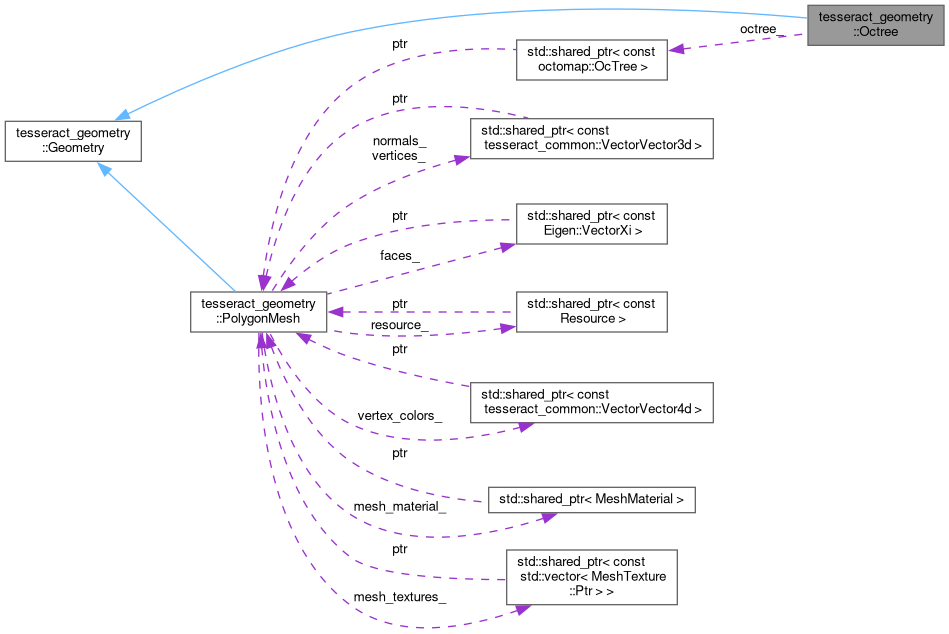 tesseract_geometry
::Octree
octree_
ptr
std::shared_ptr< const
octomap::OcTree >
ptr
std::shared_ptr< const
tesseract_common::VectorVector3d >
tesseract_geometry
::Geometry
normals_
vertices_
ptr
std::shared_ptr< const
Eigen::VectorXi >
faces_
tesseract_geometry
::PolygonMesh
ptr
std::shared_ptr< const
Resource >
resource_
ptr
std::shared_ptr< const
tesseract_common::VectorVector4d >
vertex_colors_
ptr
std::shared_ptr< MeshMaterial >
mesh_material_
ptr
std::shared_ptr< const
std::vector< MeshTexture
::Ptr > >
mesh_textures_